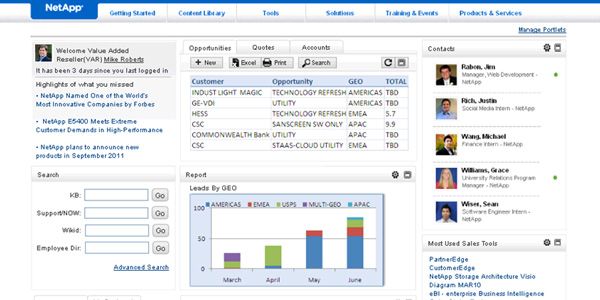 NetApp
Getting Started
Content Library
Tools
Solutions
Training & Events
Products & Services
Manage Portlets
Welcome Value Added
Reseller(VAR) Mike Roberts
It has been 3 days since you last logged in
Highlights of what you missed
• NetApp Named One of the World's
Most Innovative Companies by Forbes
• NetApp E5400 Meets Extreme
Customer Demands in High-Performance
• NetApp plans to announce new
products in September 2011
Search
KB: Go
Support/NOW: Go
Wikid: Go
Employee Dir: Go
Advanced Search
Opportunities Quotes Accounts
New Excel Print Search
Customer Opportunity GEO TOTAL
INDUST LIGHT MAGIC TECHNOLOGY REFRESH AMERICAS TBD
GE-VDI UTILITY AMERICAS TBD
HESS TECHNOLOGY REFRESH EMEA 5.7
CSC SANSCREEN SW ONLY APAC 9.9
COMMONWEALTH Bank UTILITY APAC TBD
CSC STAAS-CLOUD UTILITY EMEA TBD
Report
Leads By GEO
AMERICAS EMEA USPS MULTI-GEO APAC
100
50
0
March April May June
Contacts
Rabon, Jim
Manager, Web Development -
NetApp
Rich, Justin
Social Media Intern - NetApp
Wang, Michael
Finance Intern - NetApp
Williams, Grace
University Relations Program
Manager - NetApp
Wiser, Sean
Software Engineer Intern -
NetApp
Most Used Sales Tools
PartnerEdge
CustomerEdge
NetApp Storage Architecture Visio
Diagram MAR10
eBI - enterprise Business Intelligence